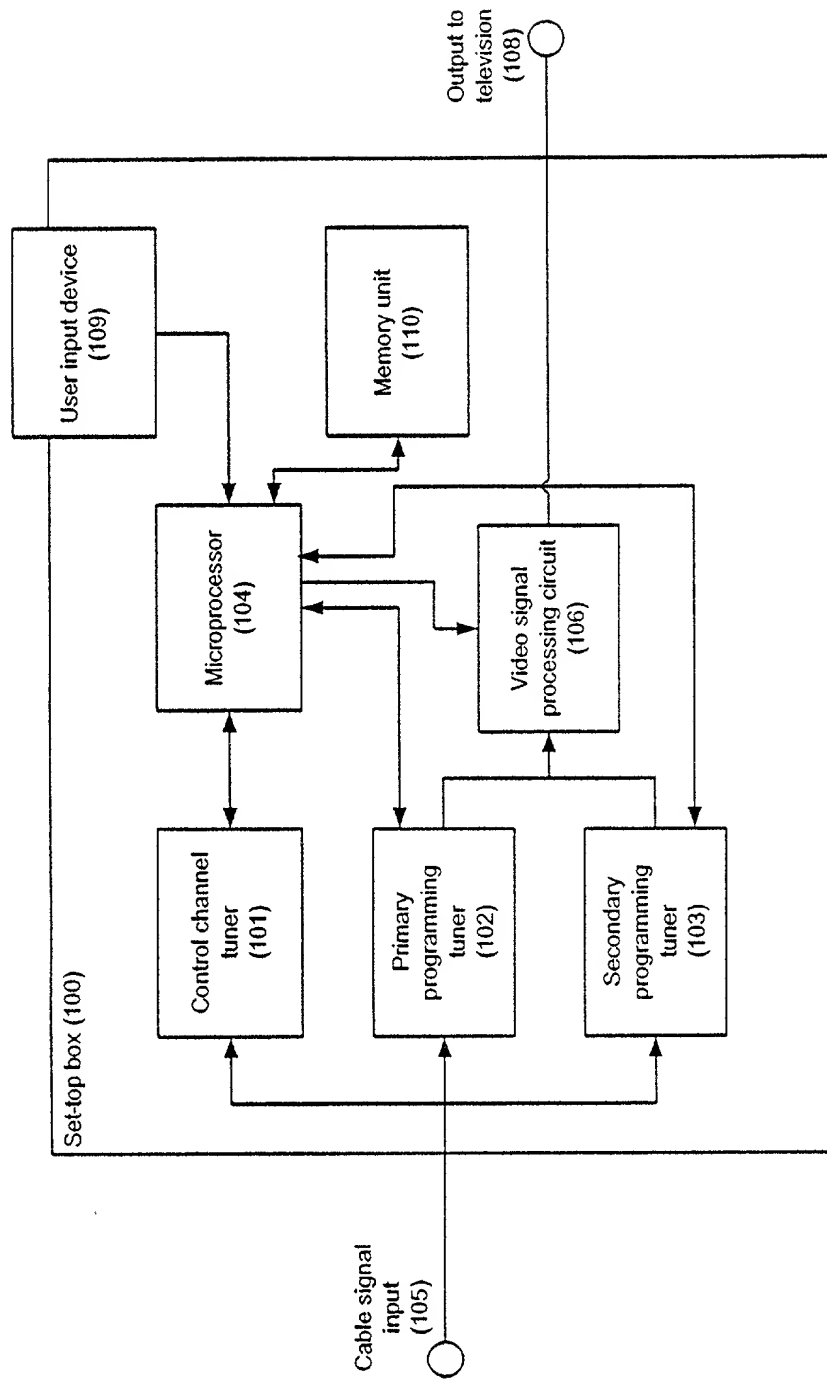 Set-top box (100)
User input device
(109)
Control channel
tuner
(101)
Microprocessor
(104)
Memory unit
(110)
Cable signal
input
(105)
Primary
programming
tuner
(102)
Video signal
processing circuit
(106)
Output to
television
(108)
Secondary
programming
tuner
(103)